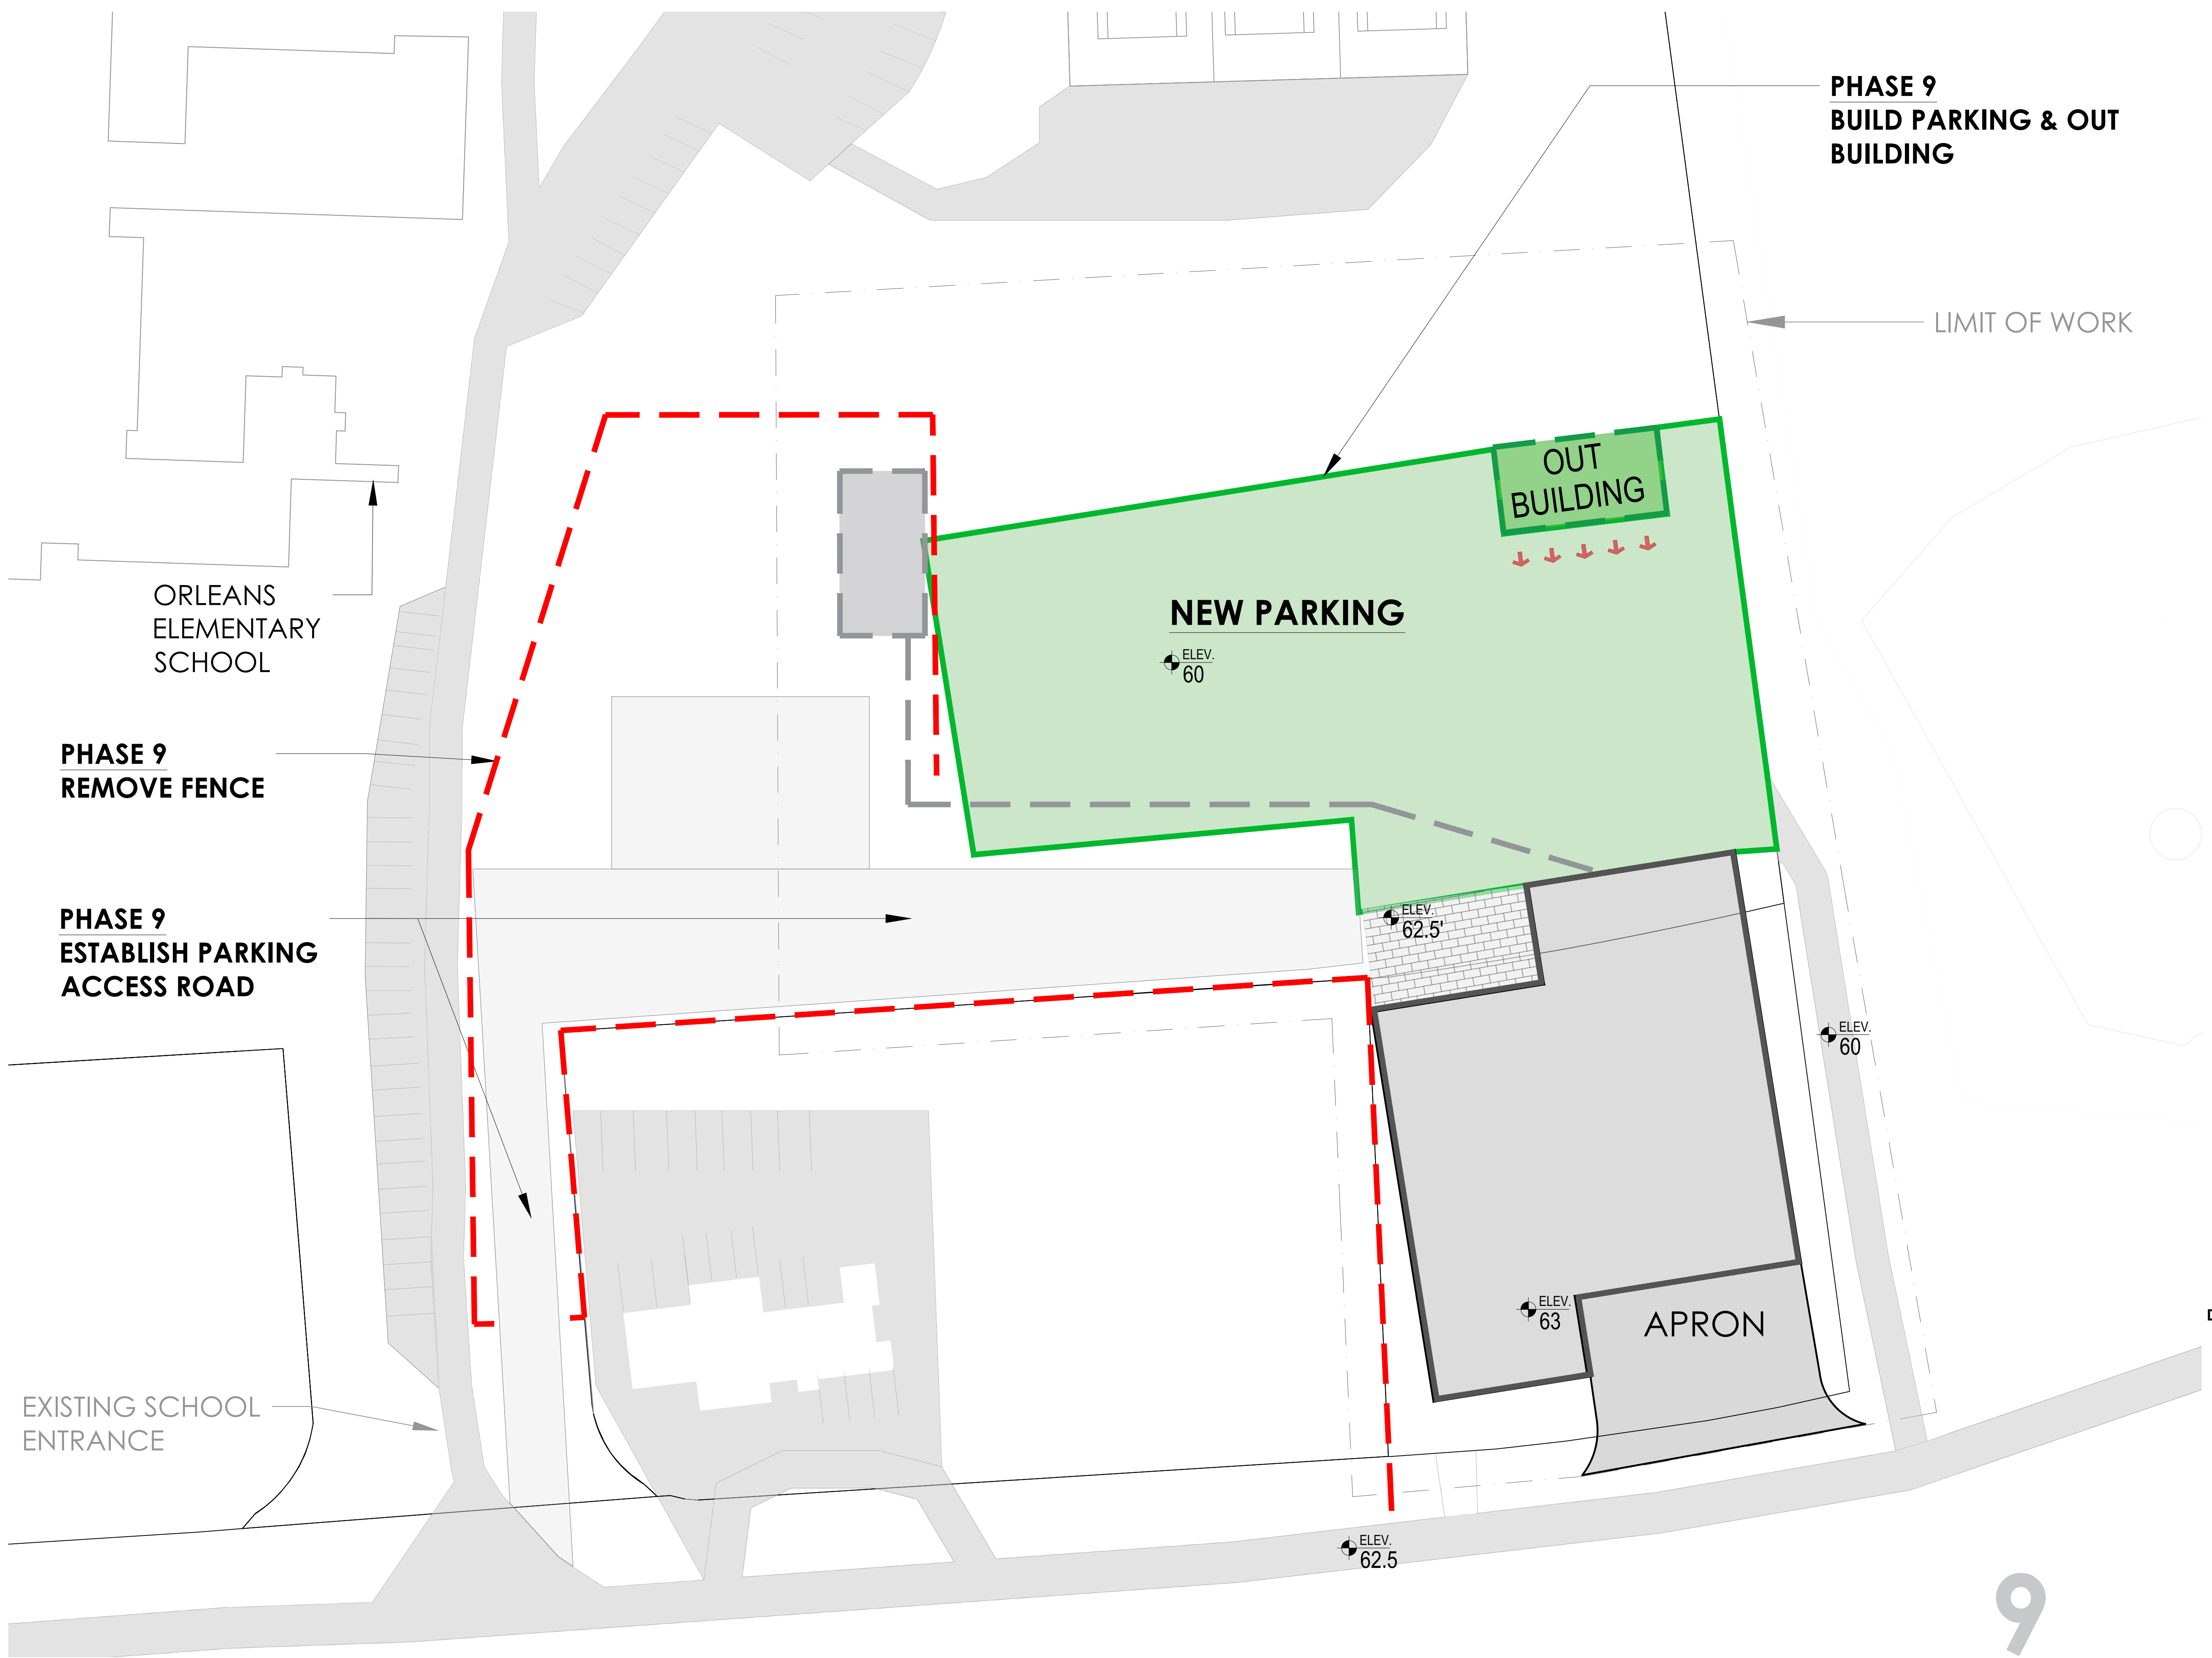 PHASE 9
BUILD PARKING & OUT
BUILDING
LIMIT OF WORK
OUT
BUILDING
ORLEANS
ELEMENTARY
SCHOOL
NEW PARKING
ELEV.
60
PHASE 9
REMOVE FENCE
PHASE 9
ESTABLISH PARKING
ACCESS ROAD
ELEV.
62.5'
ELEV.
60
ELEV.
63
APRON
EXISTING SCHOOL
ENTRANCE
ELEV.
62.5
9